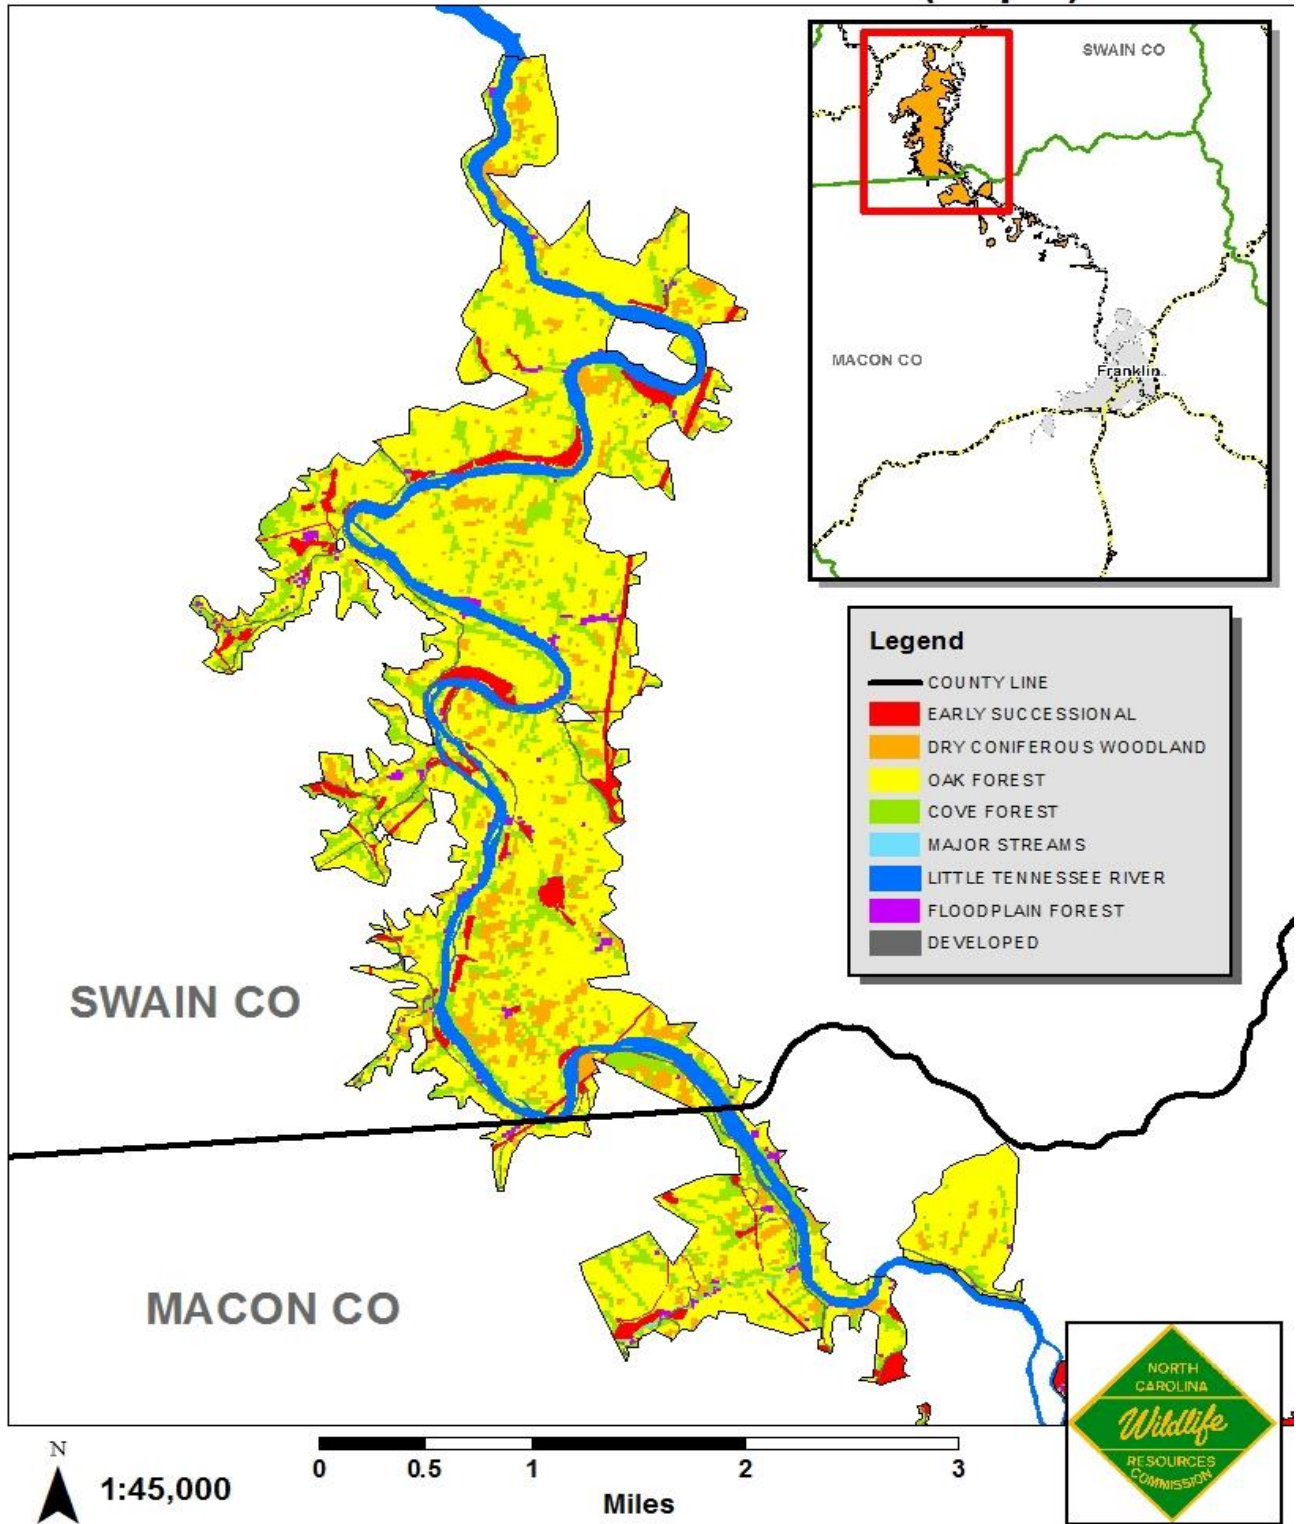 SWAIN CO
MACON CO
Franklin
Legend
COUNTY LINE
EARLY SUCCESSIONAL
DRY CONIFEROUS WOODLAND
OAK FOREST
COVE FOREST
MAJOR STREAMS
LITTLE TENNESSEE RIVER
FLOODPLAIN FOREST
DEVELOPED
SWAIN CO
MACON CO
NORTH
CAROLINA
Wildlife
RESOURCES
COMMISSION
N
1:45,000
0 0.5 1 2 3
Miles